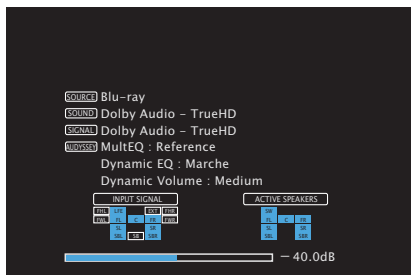 SOURCE Blu-ray
SOUND Dolby Audio - TrueHD
SIGNAL Dolby Audio - TrueHD
AUDYSSEY MultEQ : Reference
Dynamic EQ : Marche
Dynamic Volume : Medium
INPUT SIGNAL ACTIVE SPEAKERS
FHL LFE EXT FHR SW
FWL FL C FR FWR FL C FR
SL SR SL SR
SBL SB SBR SBL SBR
-40.0dB